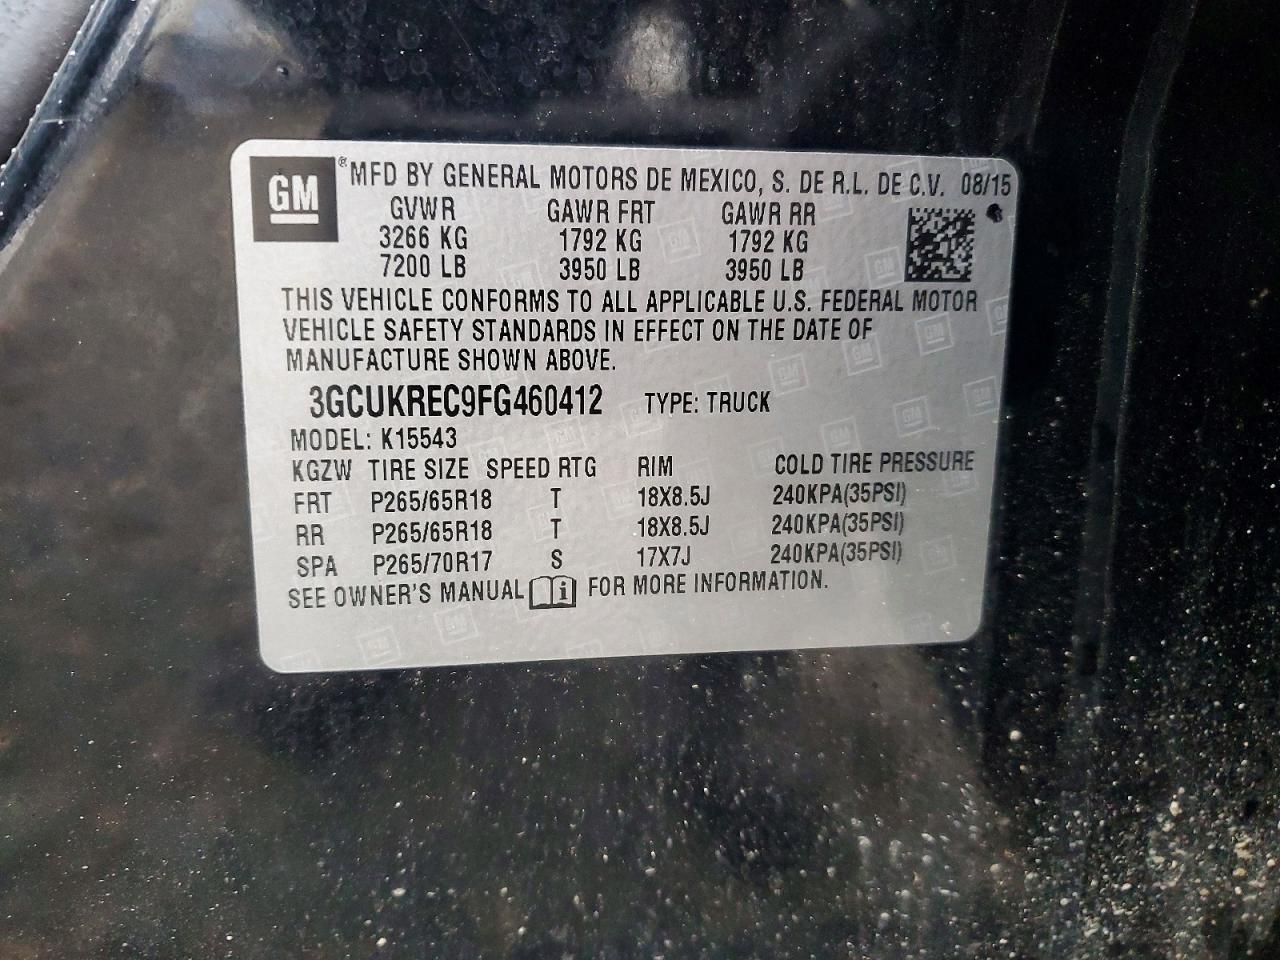 GM ® MFD BY GENERAL MOTORS DE MEXICO, S. DE R.L. DE C.V. 08/15
GVWR GAWR FRT GAWR RR
3266 KG 1792 KG 1792 KG
7200 LB 3950 LB 3950 LB
THIS VEHICLE CONFORMS TO ALL APPLICABLE U.S. FEDERAL MOTOR
VEHICLE SAFETY STANDARDS IN EFFECT ON THE DATE OF
MANUFACTURE SHOWN ABOVE.
3GCUKREC9FG460412 TYPE: TRUCK
MODEL: K15543
KGZW TIRE SIZE SPEED RTG RIM COLD TIRE PRESSURE
FRT P265/65R18 T 18X8.5J 240KPA(35PSI)
RR P265/65R18 T 18X8.5J 240KPA(35PSI)
SPA P265/70R17 S 17X7J 240KPA(35PSI)
SEE OWNER'S MANUAL FOR MORE INFORMATION.